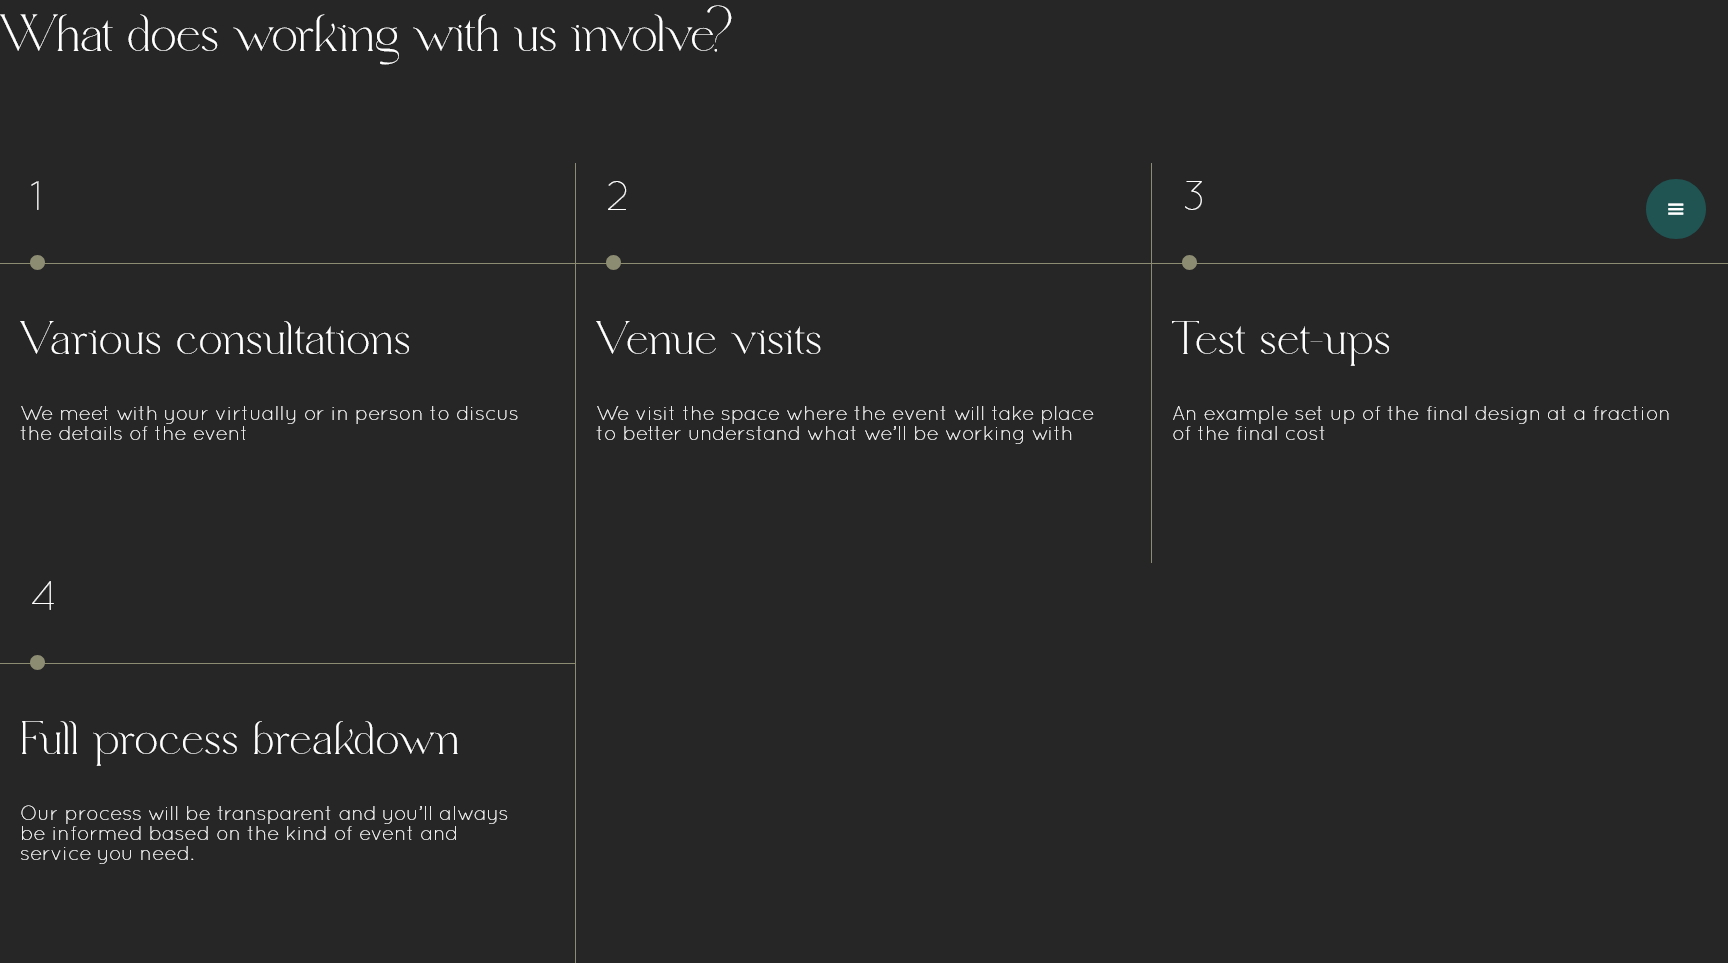 What does working with us involve?
1
2
3
Various consultations
We meet with your virtually or in person to discus
the details of the event
Venue visits
We visit the space where the event will take place
to better understand what we'll be working with
Test set-ups
An example set up of the final design at a fraction
of the final cost
4
Full process breakdown
Our process will be transparent and you'll always
be informed based on the kind of event and
service you need.